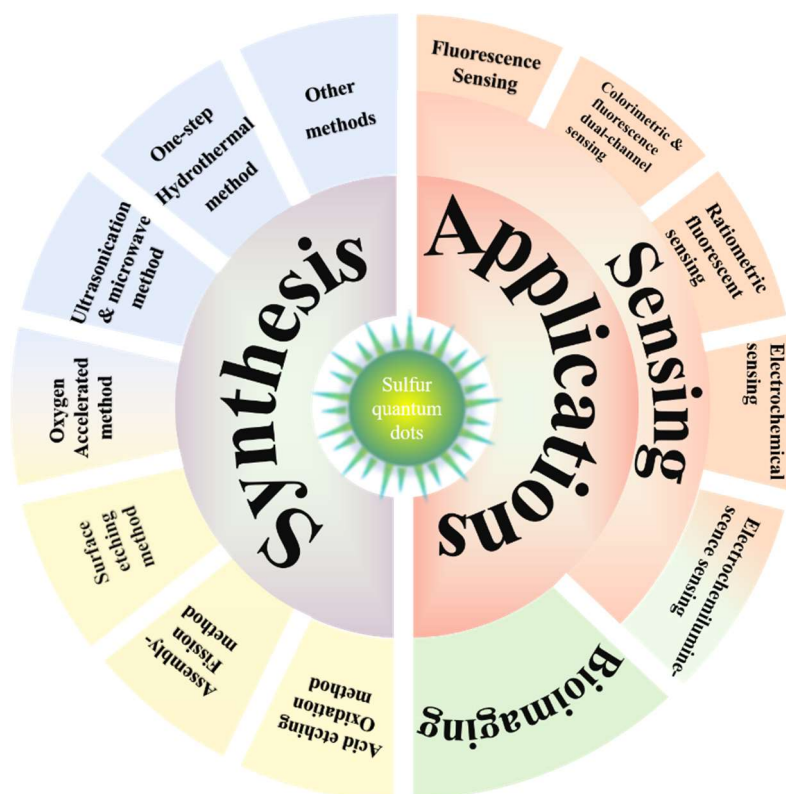 Sulfur
quantum
dots
Synthesis
Other
methods
One-step
Hydrothermal
method
Ultrasonication
& microwave
method
Oxygen
Accelerated
method
Surface
etching
method
Assembly-
Fission
method
Acid etching
Oxidation
method
Applications
Sensing
Fluorescence
Sensing
Colorimetric &
fluorescence
dual-channel
sensing
Ratiometric
fluorescent
sensing
Electrochemical
sensing
Electrochemilumine-
scence sensing
Bioimaging